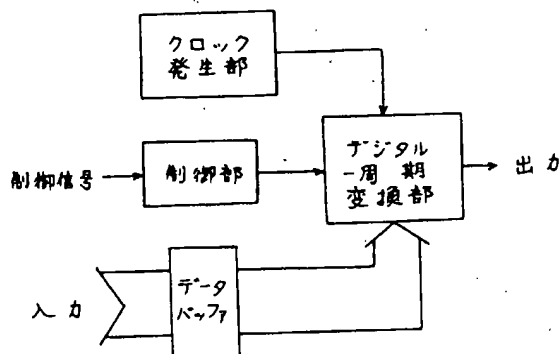 クロック
発生部
制御信号
制御部
デジタル
一周期
変換部
出力
入力
データ
バッファ